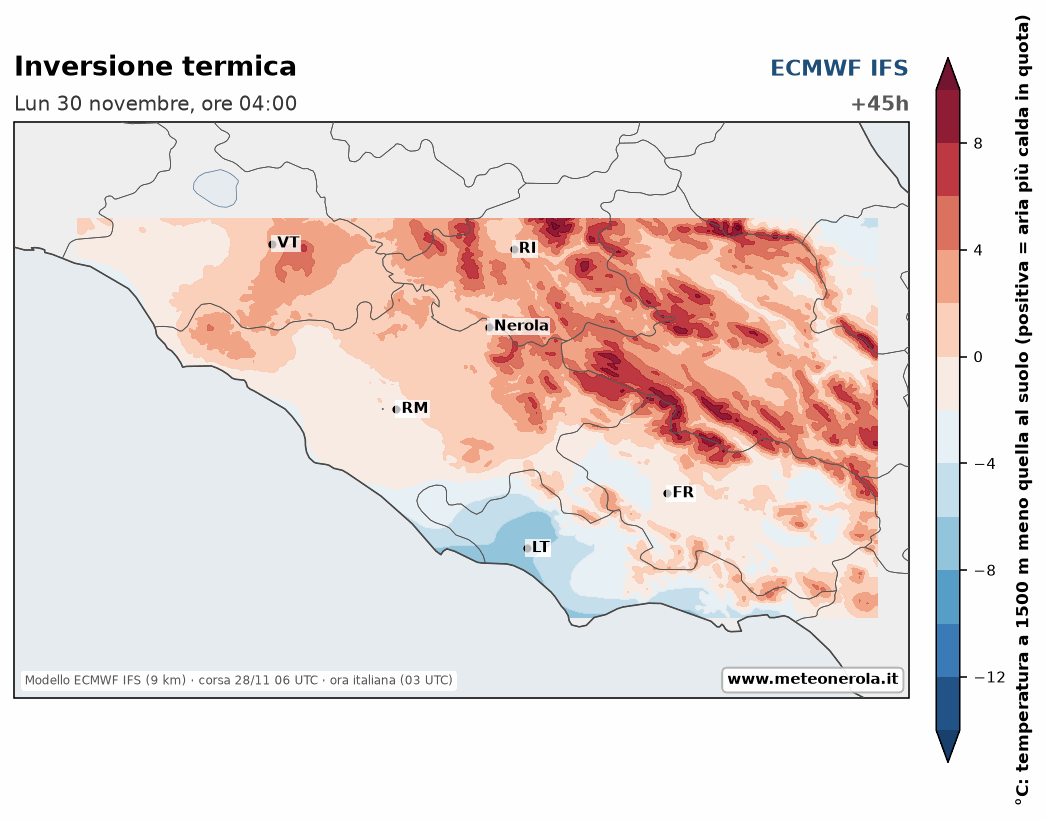 Inversione termica
ECMWF IFS
Lun 30 novembre, ore 04:00
+45h
VT
RI
Nerola
RM
FR
LT
Modello ECMWF IFS (9 km) · corsa 28/11 06 UTC · ora italiana (03 UTC)
www.meteonerola.it
8
4
0
−4
−8
−12
°C: temperatura a 1500 m meno quella al suolo (positiva = aria più calda in quota)